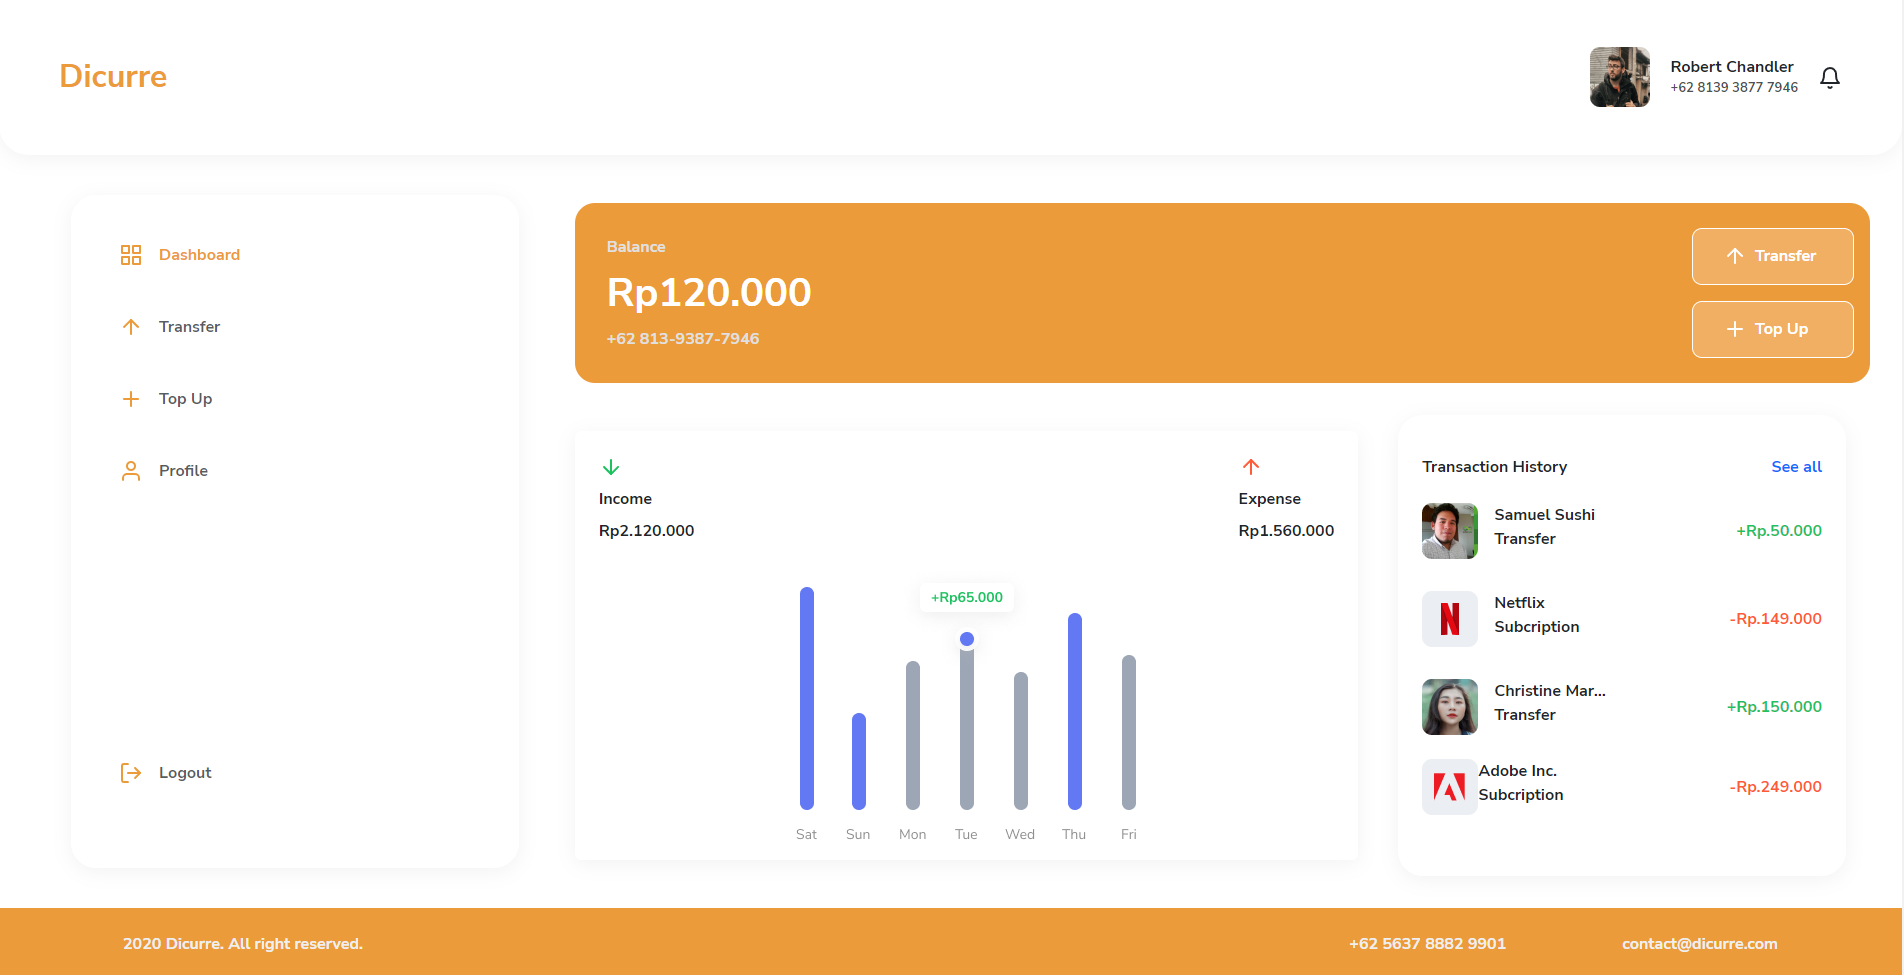 Dicurre
Robert Chandler
+62 8139 3877 7946
Dashboard
Transfer
Top Up
Profile
Logout
Balance
Rp120.000
+62 813-9387-7946
Transfer
Top Up
Income
Rp2.120.000
Expense
Rp1.560.000
+Rp65.000
Sat Sun Mon Tue Wed Thu Fri
Transaction History See all
Samuel Sushi
Transfer
+Rp.50.000
Netflix
Subcription
-Rp.149.000
Christine Mar...
Transfer
+Rp.150.000
Adobe Inc.
Subcription
-Rp.249.000
2020 Dicurre. All right reserved. +62 5637 8882 9901 contact@dicurre.com